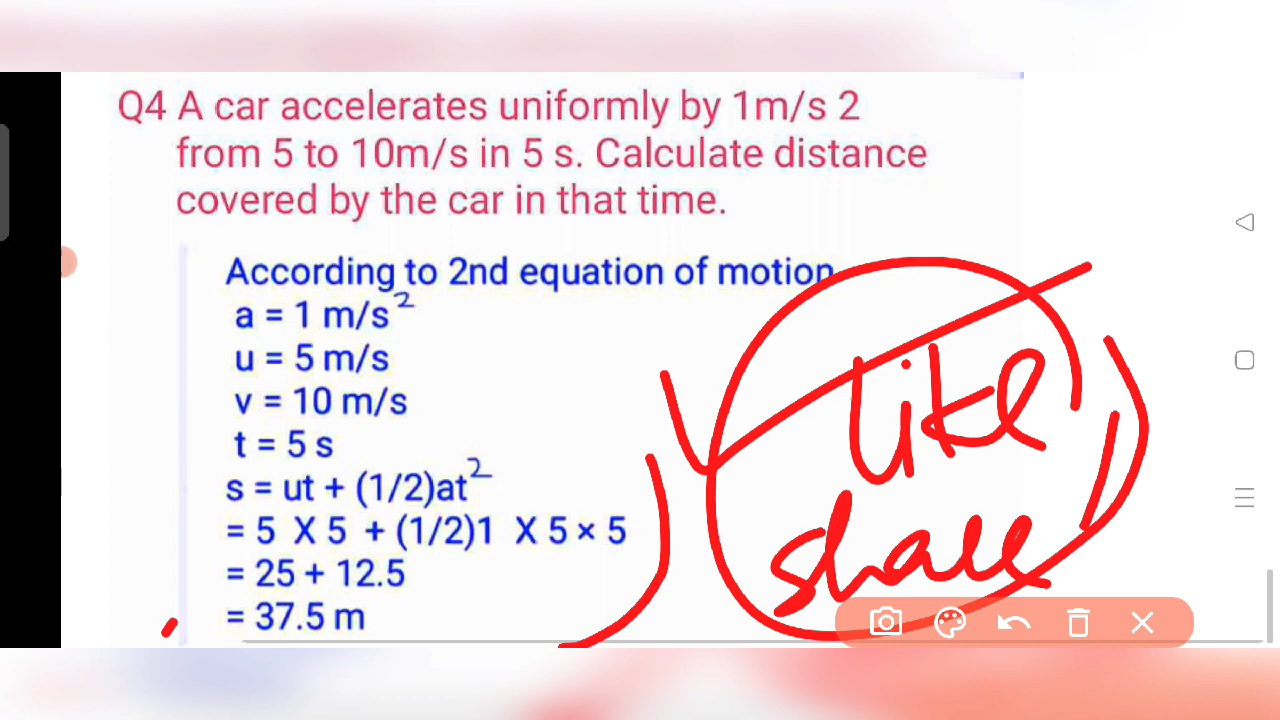 Q4 A car accelerates uniformly by 1m/s 2
from 5 to 10m/s in 5 s. Calculate distance
covered by the car in that time.
According to 2nd equation of motion
a = 1 m/s²
u = 5 m/s
v = 10 m/s
t = 5 s
s = ut + (1/2)at²
= 5 X 5 + (1/2)1 X 5 × 5
= 25 + 12.5
= 37.5 m
like
share